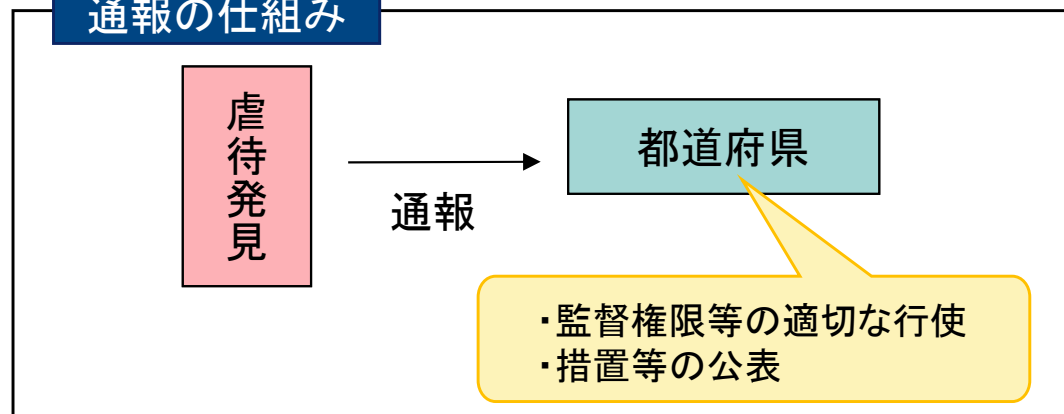 通報の仕組み
虐待発見
通報
都道府県
・監督権限等の適切な行使
・措置等の公表